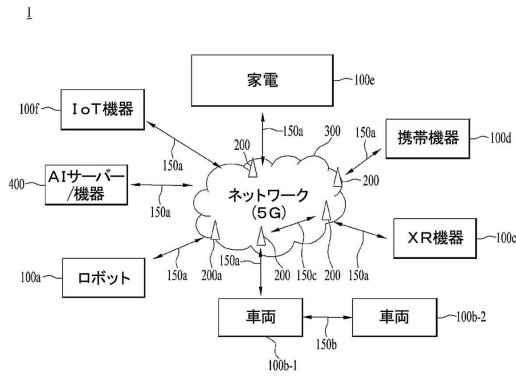 1
家電
100e
IoT機器
100f
150a
300
150a
携帯機器
100d
200
150a
200
AIサーバー
/機器
400
150a
ネットワーク
(5G)
XR機器
100c
ロボット
100a
150a
200a
150a
200
150c
200
150a
車両
100b-1
150b
車両
100b-2